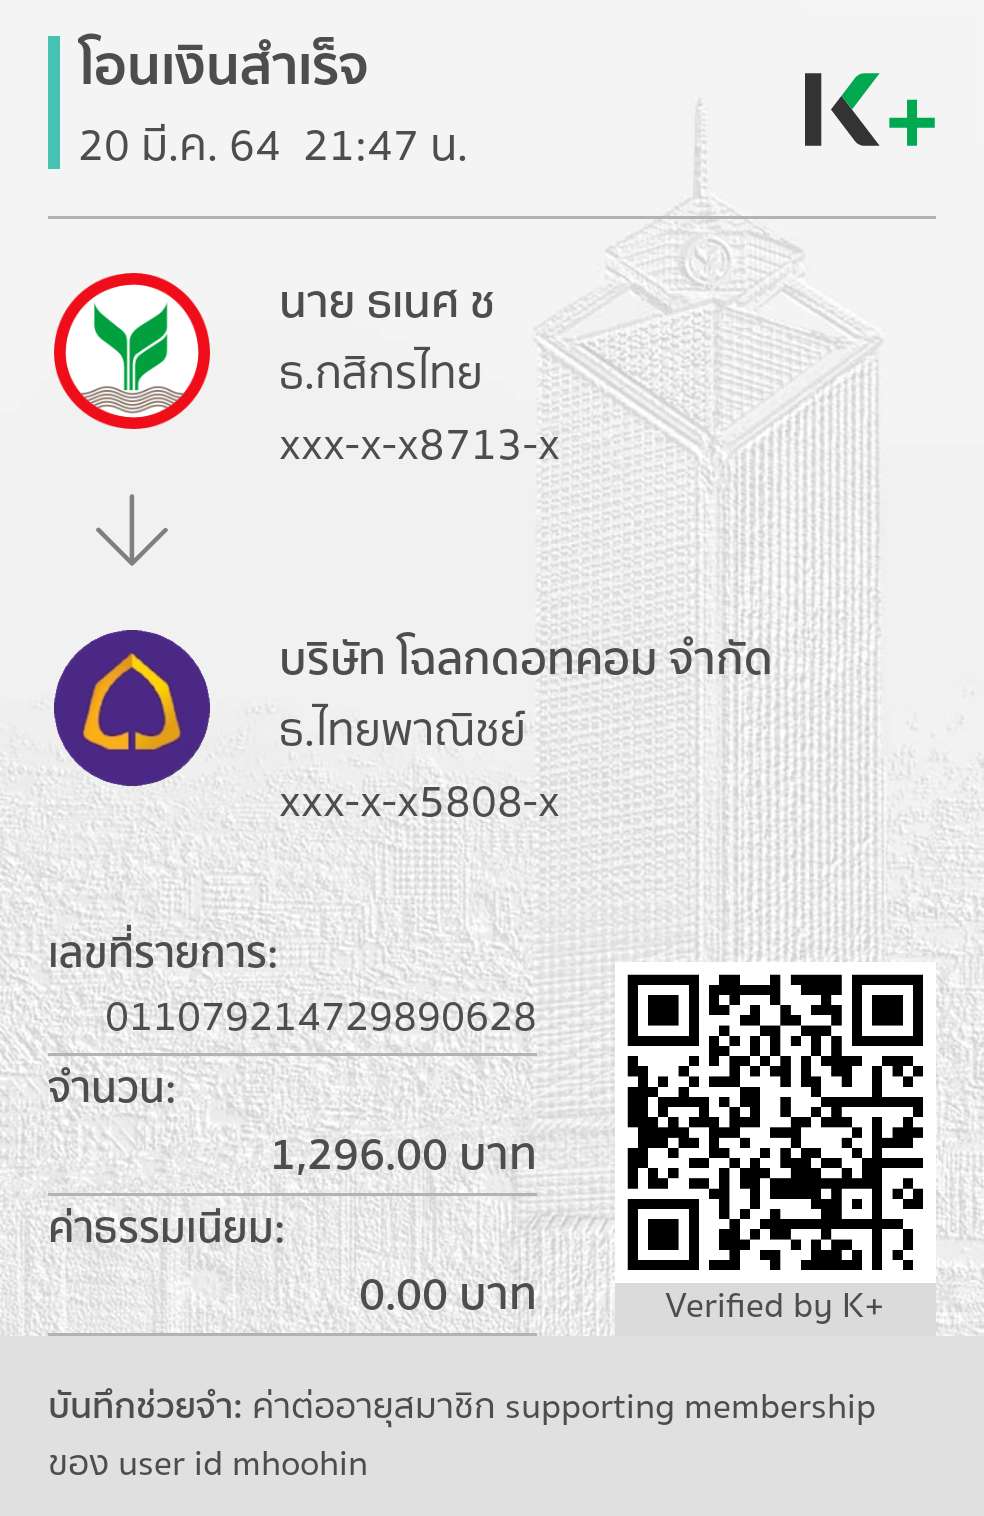 โอนเงินสำเร็จ
20 มี.ค. 64 21:47 น.
K+
นาย ธเนศ ช
ธ.กสิกรไทย
xxx-x-x8713-x
บริษัท โฉลกดอทคอม จำกัด
ธ.ไทยพาณิชย์
xxx-x-x5808-x
เลขที่รายการ:
011079214729890628
จำนวน:
1,296.00 บาท
ค่าธรรมเนียม:
0.00 บาท
Verified by K+
บันทึกช่วยจำ: ค่าต่ออายุสมาชิก supporting membership
ของ user id mhoohin